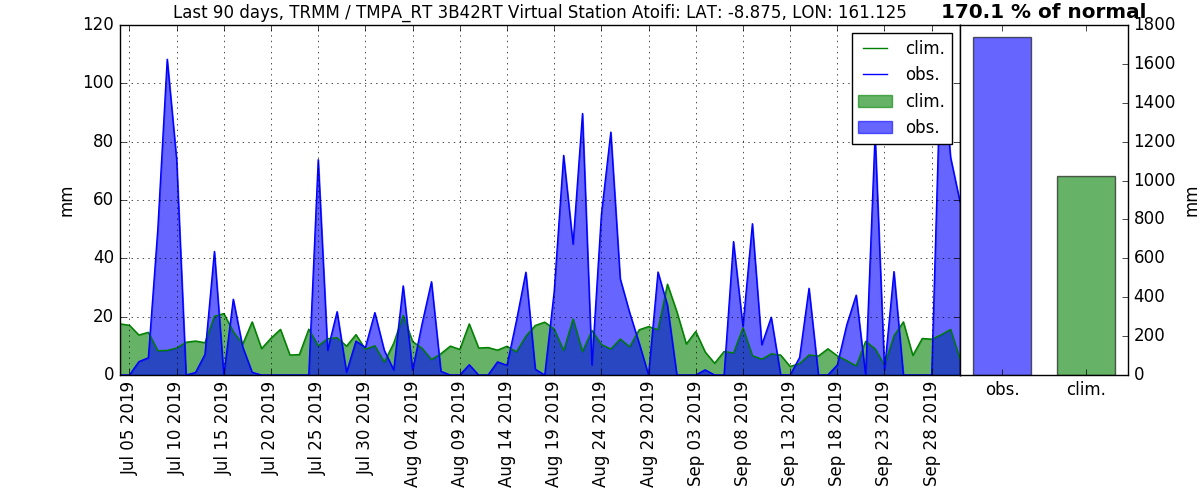 Last 90 days, TRMM / TMPA_RT 3B42RT Virtual Station Atoifi: LAT: -8.875, LON: 161.125
170.1 % of normal
120
100
80
60
40
20
0
mm
clim.
obs.
clim.
obs.
Jul 05 2019
Jul 10 2019
Jul 15 2019
Jul 20 2019
Jul 25 2019
Jul 30 2019
Aug 04 2019
Aug 09 2019
Aug 14 2019
Aug 19 2019
Aug 24 2019
Aug 29 2019
Sep 03 2019
Sep 08 2019
Sep 13 2019
Sep 18 2019
Sep 23 2019
Sep 28 2019
1800
1600
1400
1200
1000
800
600
400
200
0
mm
obs.
clim.